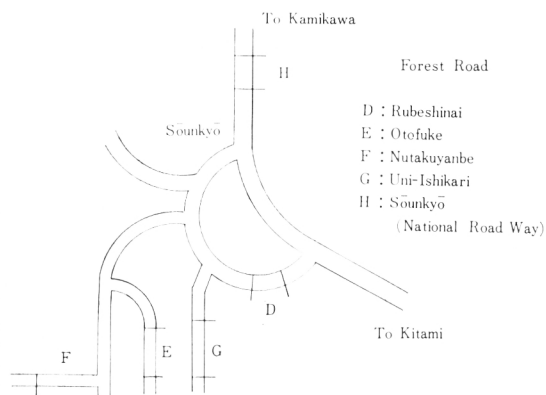 To Kamikawa
H
Forest Road
Sōunkyō
D : Rubeshinai
E : Otofuke
F : Nutakuyanbe
G : Uni-Ishikari
H : Sōunkyō
(National Road Way)
D
To Kitami
F
E
G